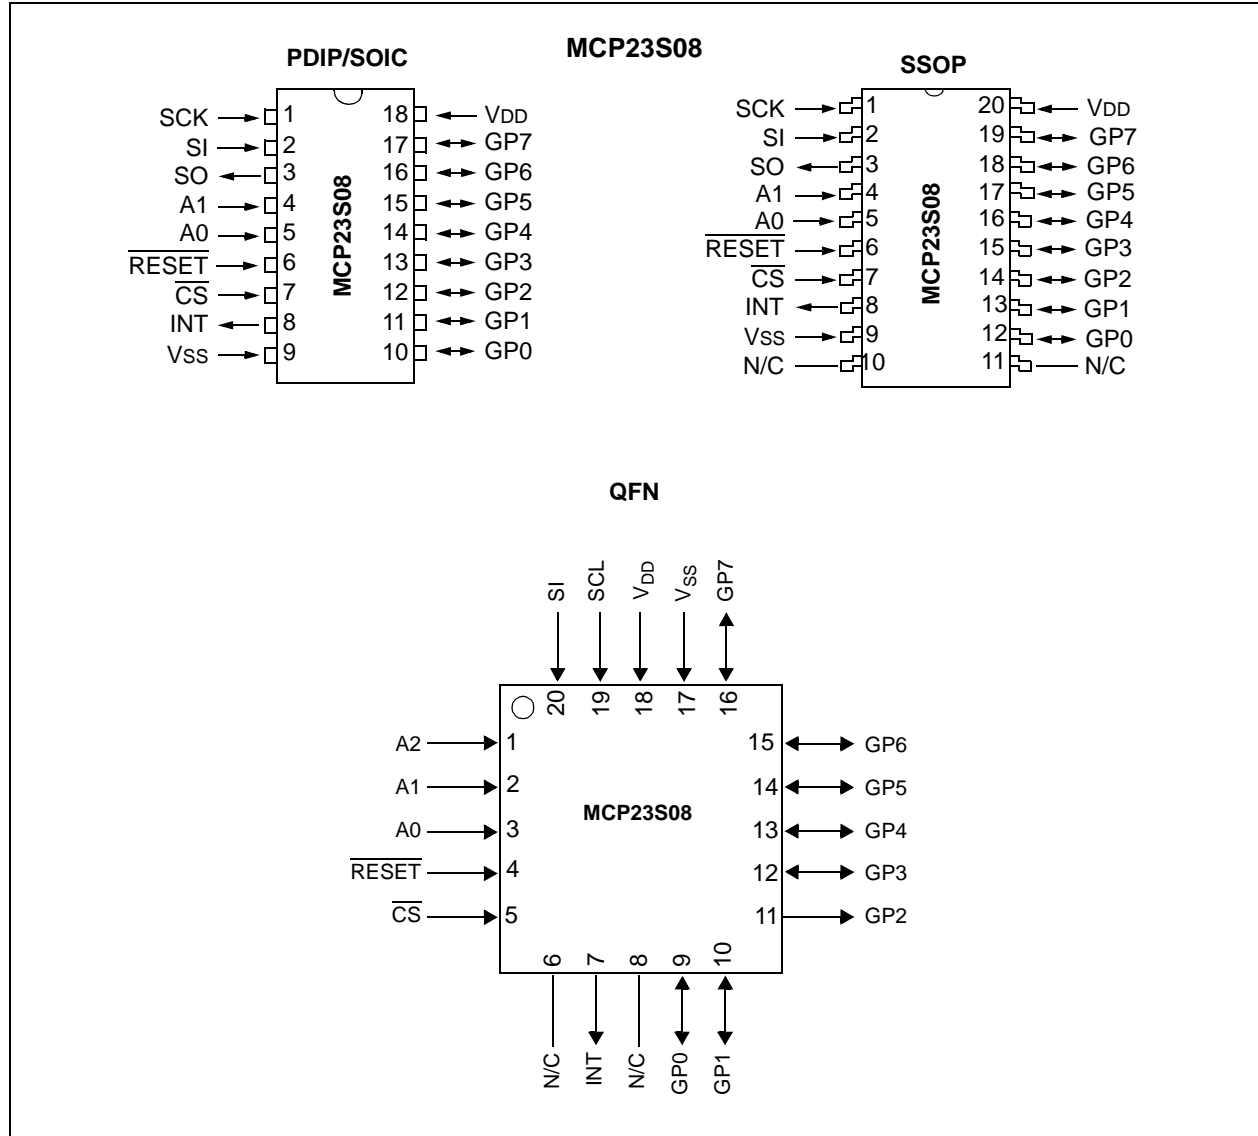 MCP23S08
PDIP/SOIC
SCK 1 18 VDD
SI 2 17 GP7
SO 3 16 GP6
A1 4 15 GP5
A0 5 14 GP4
RESET 6 13 GP3
CS 7 12 GP2
INT 8 11 GP1
VSS 9 10 GP0
MCP23S08
SSOP
SCK 1 20 VDD
SI 2 19 GP7
SO 3 18 GP6
A1 4 17 GP5
A0 5 16 GP4
RESET 6 15 GP3
CS 7 14 GP2
INT 8 13 GP1
VSS 9 12 GP0
N/C 10 11 N/C
MCP23S08
QFN
SI SCL VDD VSS GP7
20 19 18 17 16
A2 1 15 GP6
A1 2 14 GP5
MCP23S08
A0 3 13 GP4
RESET 4 12 GP3
CS 5 11 GP2
6 7 8 9 10
N/C INT N/C GP0 GP1